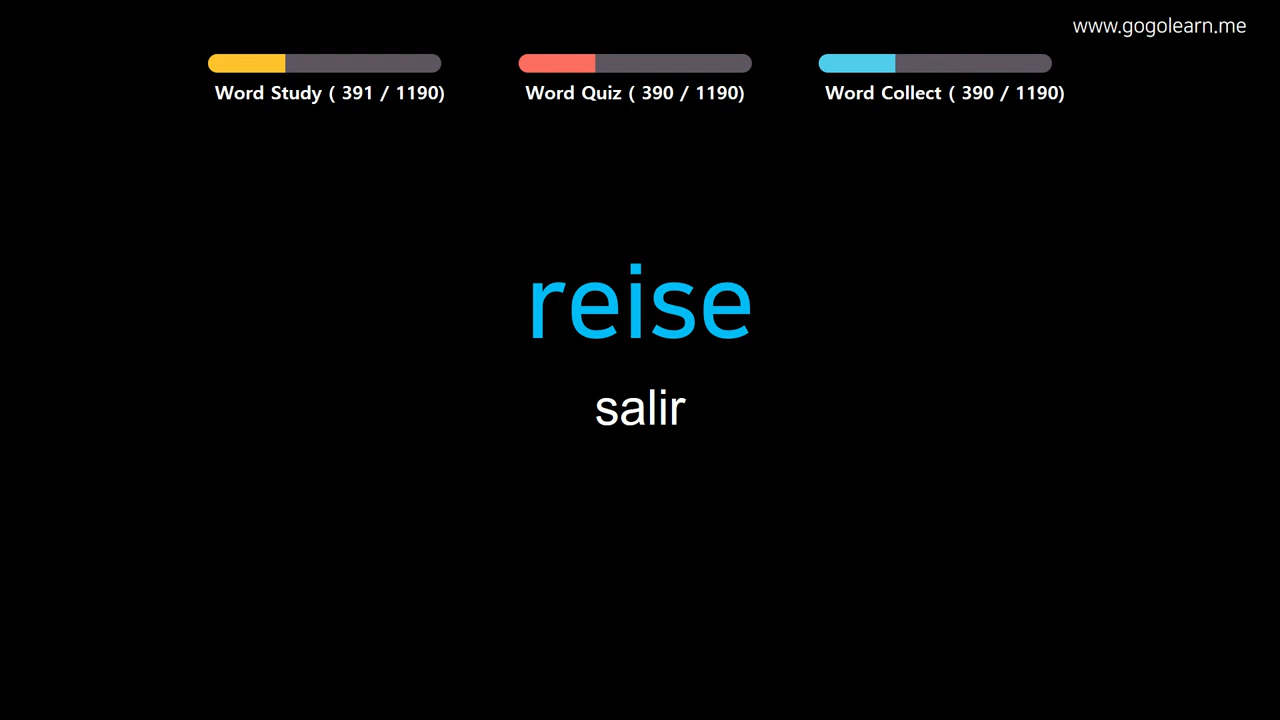 www.gogolearn.me
Word Study ( 391 / 1190)
Word Quiz ( 390 / 1190)
Word Collect ( 390 / 1190)
reise
salir